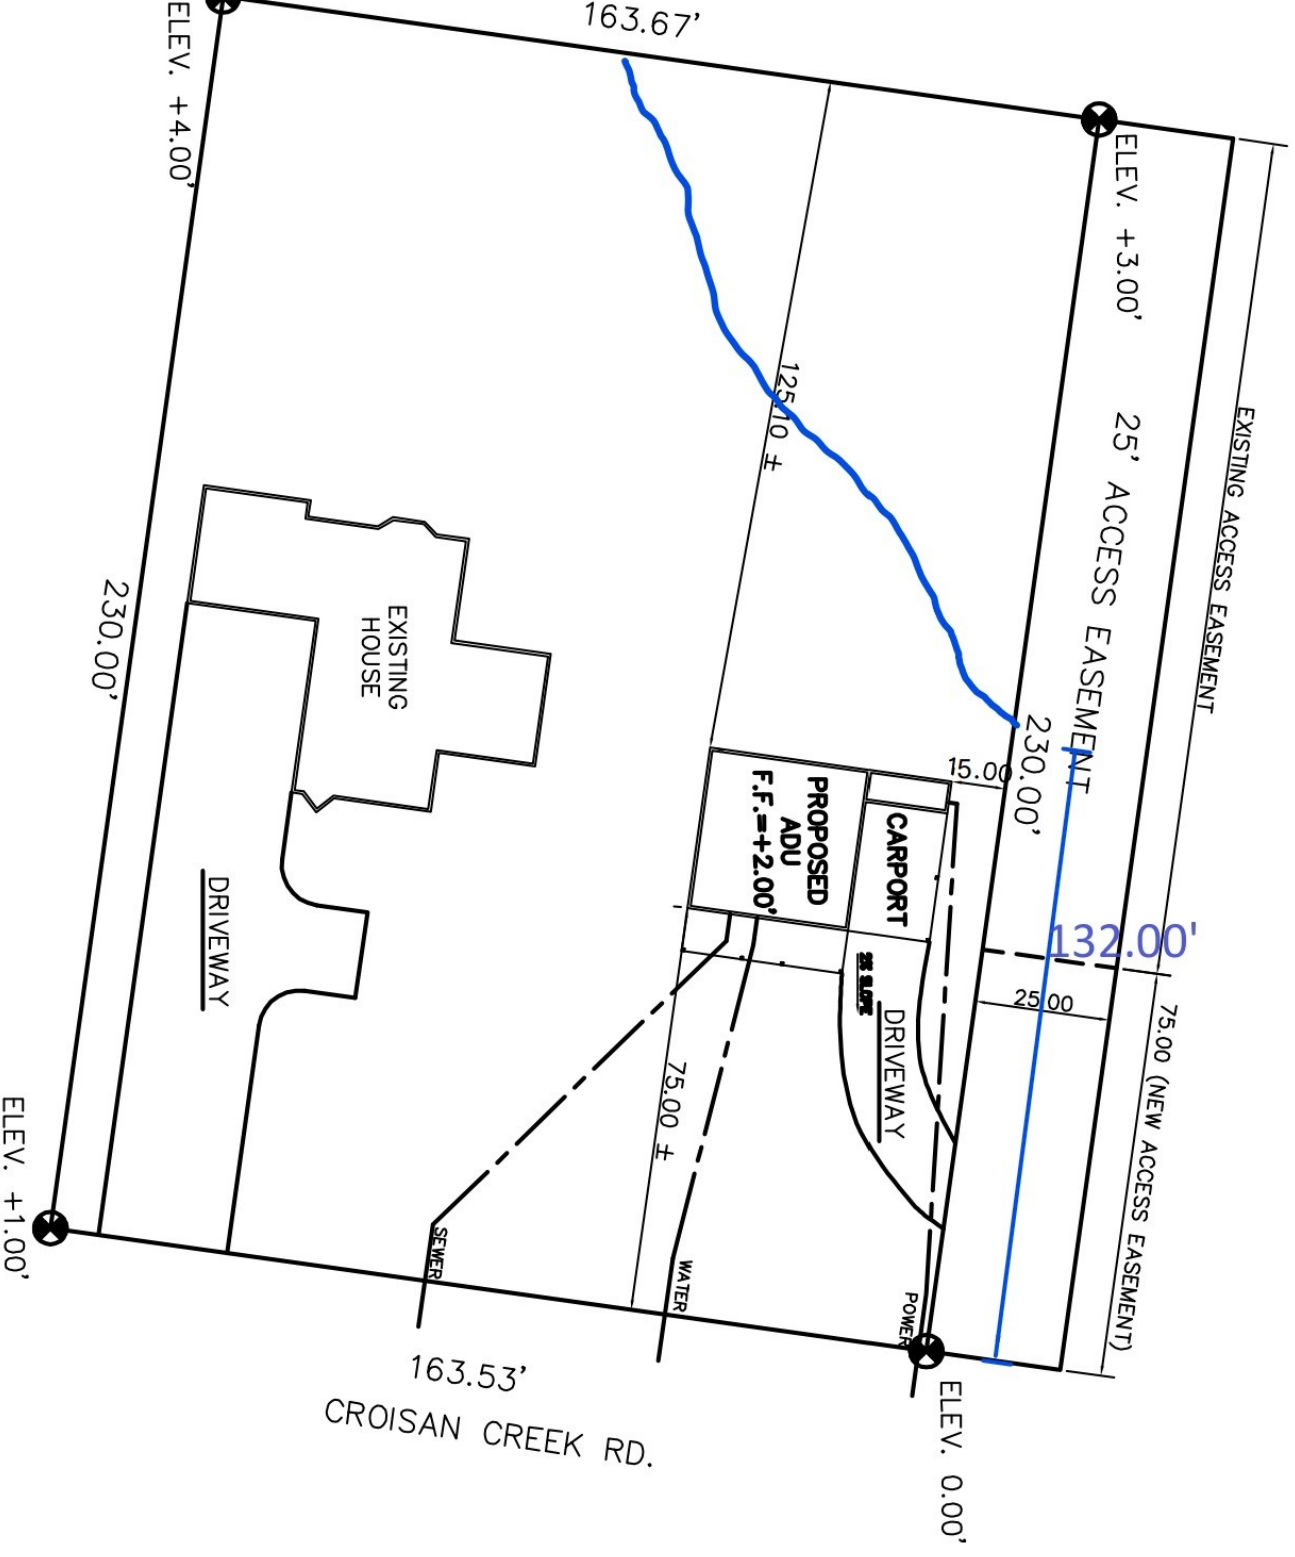 163.67'
ELEV. +4.00'
ELEV. +3.00'
25' ACCESS EASEMENT
EXISTING ACCESS EASEMENT
125.10 ±
230.00'
EXISTING
HOUSE
230.00'
15.00
PROPOSED
ADU
F.F.=+2.00'
CARPORT
132.00'
25.00
75.00 (NEW ACCESS EASEMENT)
2% SLOPE
DRIVEWAY
DRIVEWAY
75.00 ±
SEWER
WATER
POWER
ELEV. +1.00'
ELEV. 0.00'
163.53'
CROISAN CREEK RD.